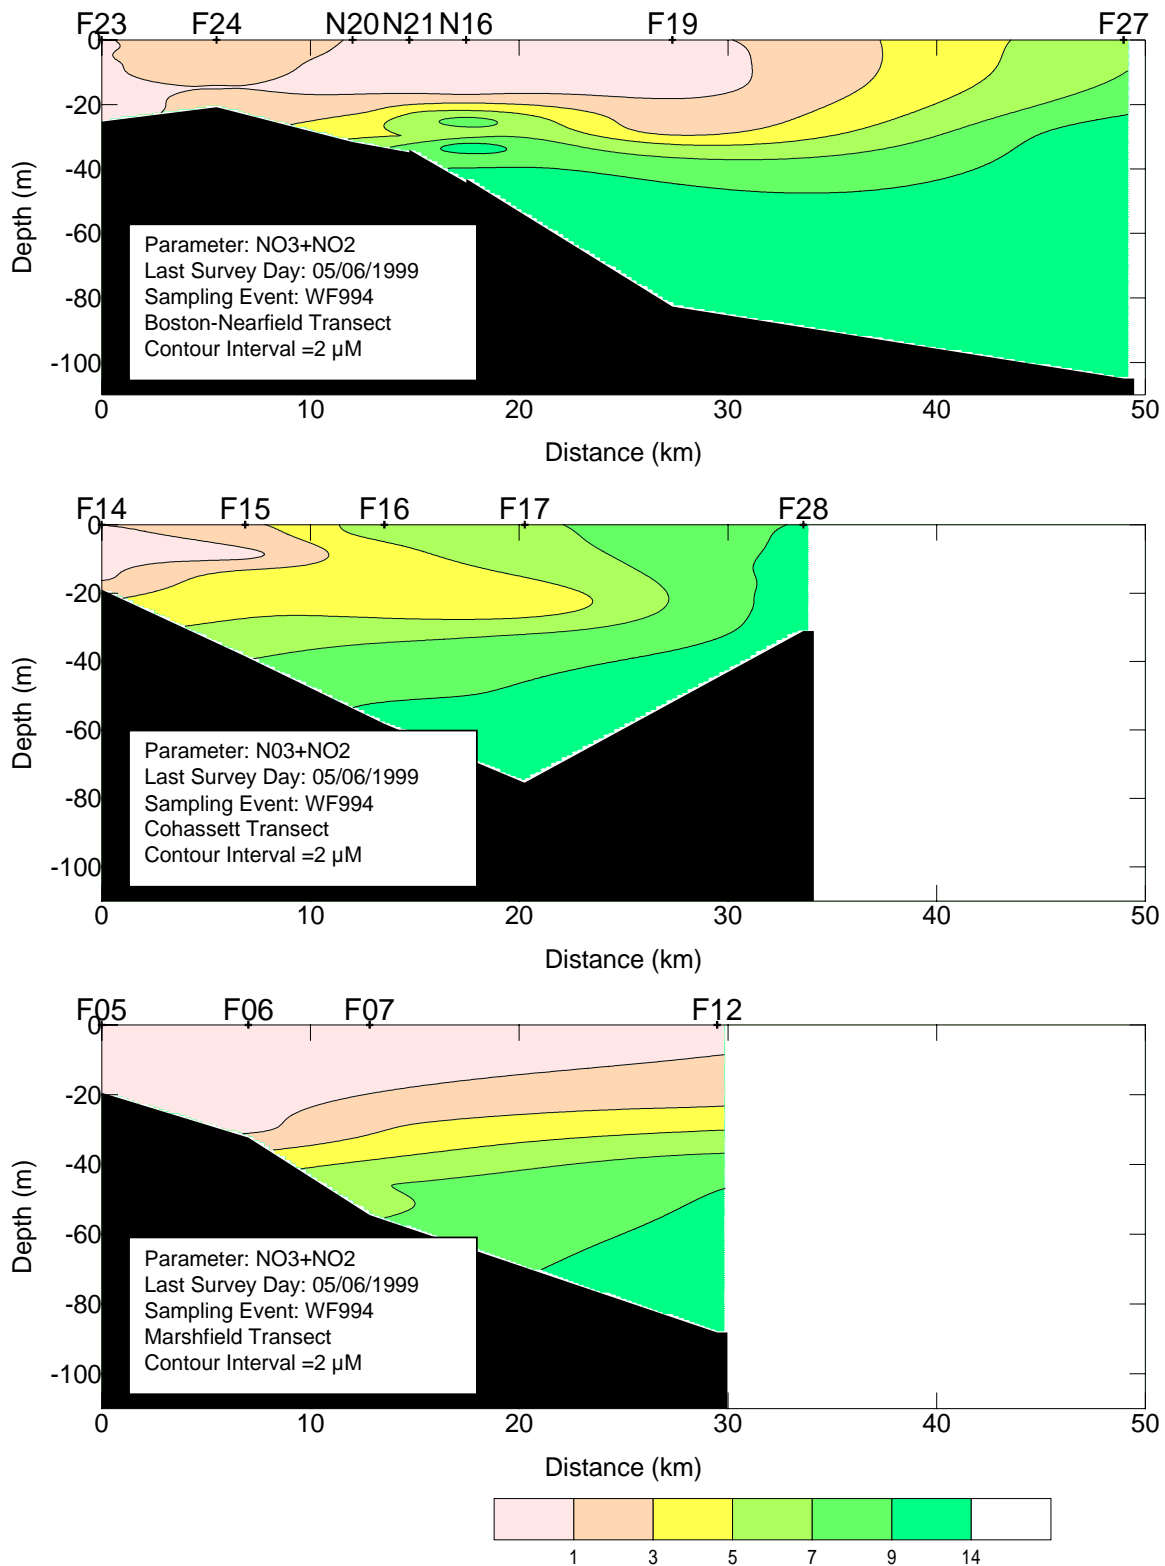 F23 F24 N20 N21 N16 F19 F27
0
-20
-40
-60
-80
-100
Depth (m)
Parameter: NO3+NO2
Last Survey Day: 05/06/1999
Sampling Event: WF994
Boston-Nearfield Transect
Contour Interval =2 µM
0 10 20 30 40 50
Distance (km)
F14 F15 F16 F17 F28
0
-20
-40
-60
-80
-100
Depth (m)
Parameter: N03+NO2
Last Survey Day: 05/06/1999
Sampling Event: WF994
Cohassett Transect
Contour Interval =2 µM
0 10 20 30 40 50
Distance (km)
F05 F06 F07 F12
0
-20
-40
-60
-80
-100
Depth (m)
Parameter: NO3+NO2
Last Survey Day: 05/06/1999
Sampling Event: WF994
Marshfield Transect
Contour Interval =2 µM
0 10 20 30 40 50
Distance (km)
1 3 5 7 9 14